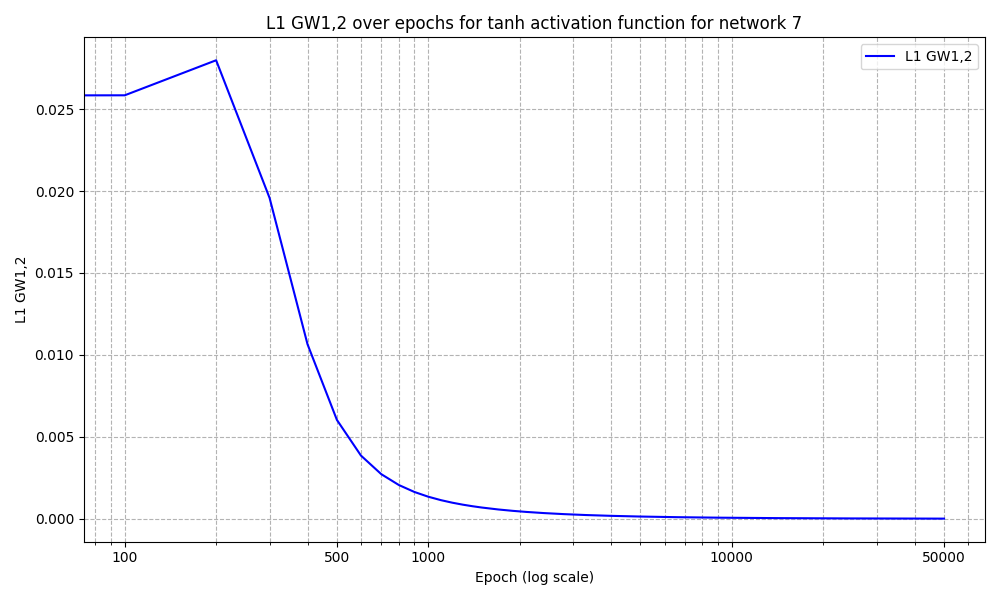 L1 GW1,2 over epochs for tanh activation function for network 7
L1 GW1,2
0.025
0.020
0.015
0.010
0.005
0.000
L1 GW1,2
100 500 1000 10000 50000
Epoch (log scale)